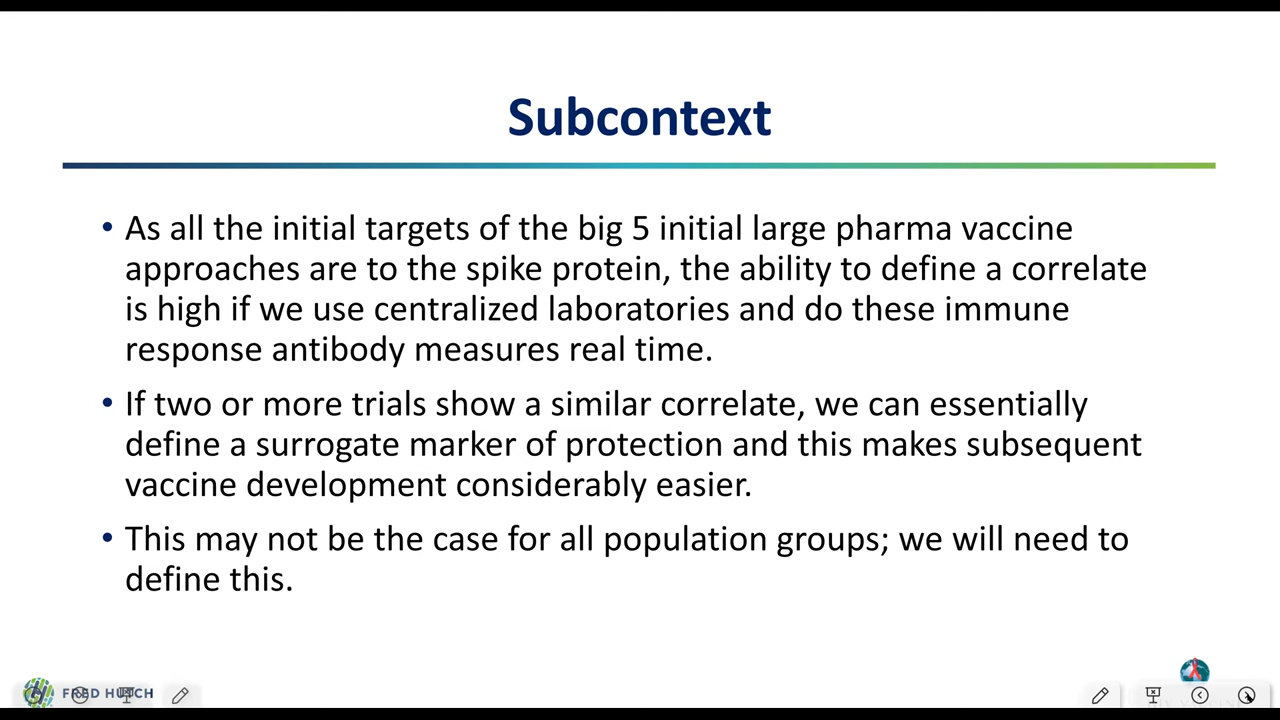 Subcontext
• As all the initial targets of the big 5 initial large pharma vaccine
approaches are to the spike protein, the ability to define a correlate
is high if we use centralized laboratories and do these immune
response antibody measures real time.
• If two or more trials show a similar correlate, we can essentially
define a surrogate marker of protection and this makes subsequent
vaccine development considerably easier.
• This may not be the case for all population groups; we will need to
define this.
FRED HUTCH